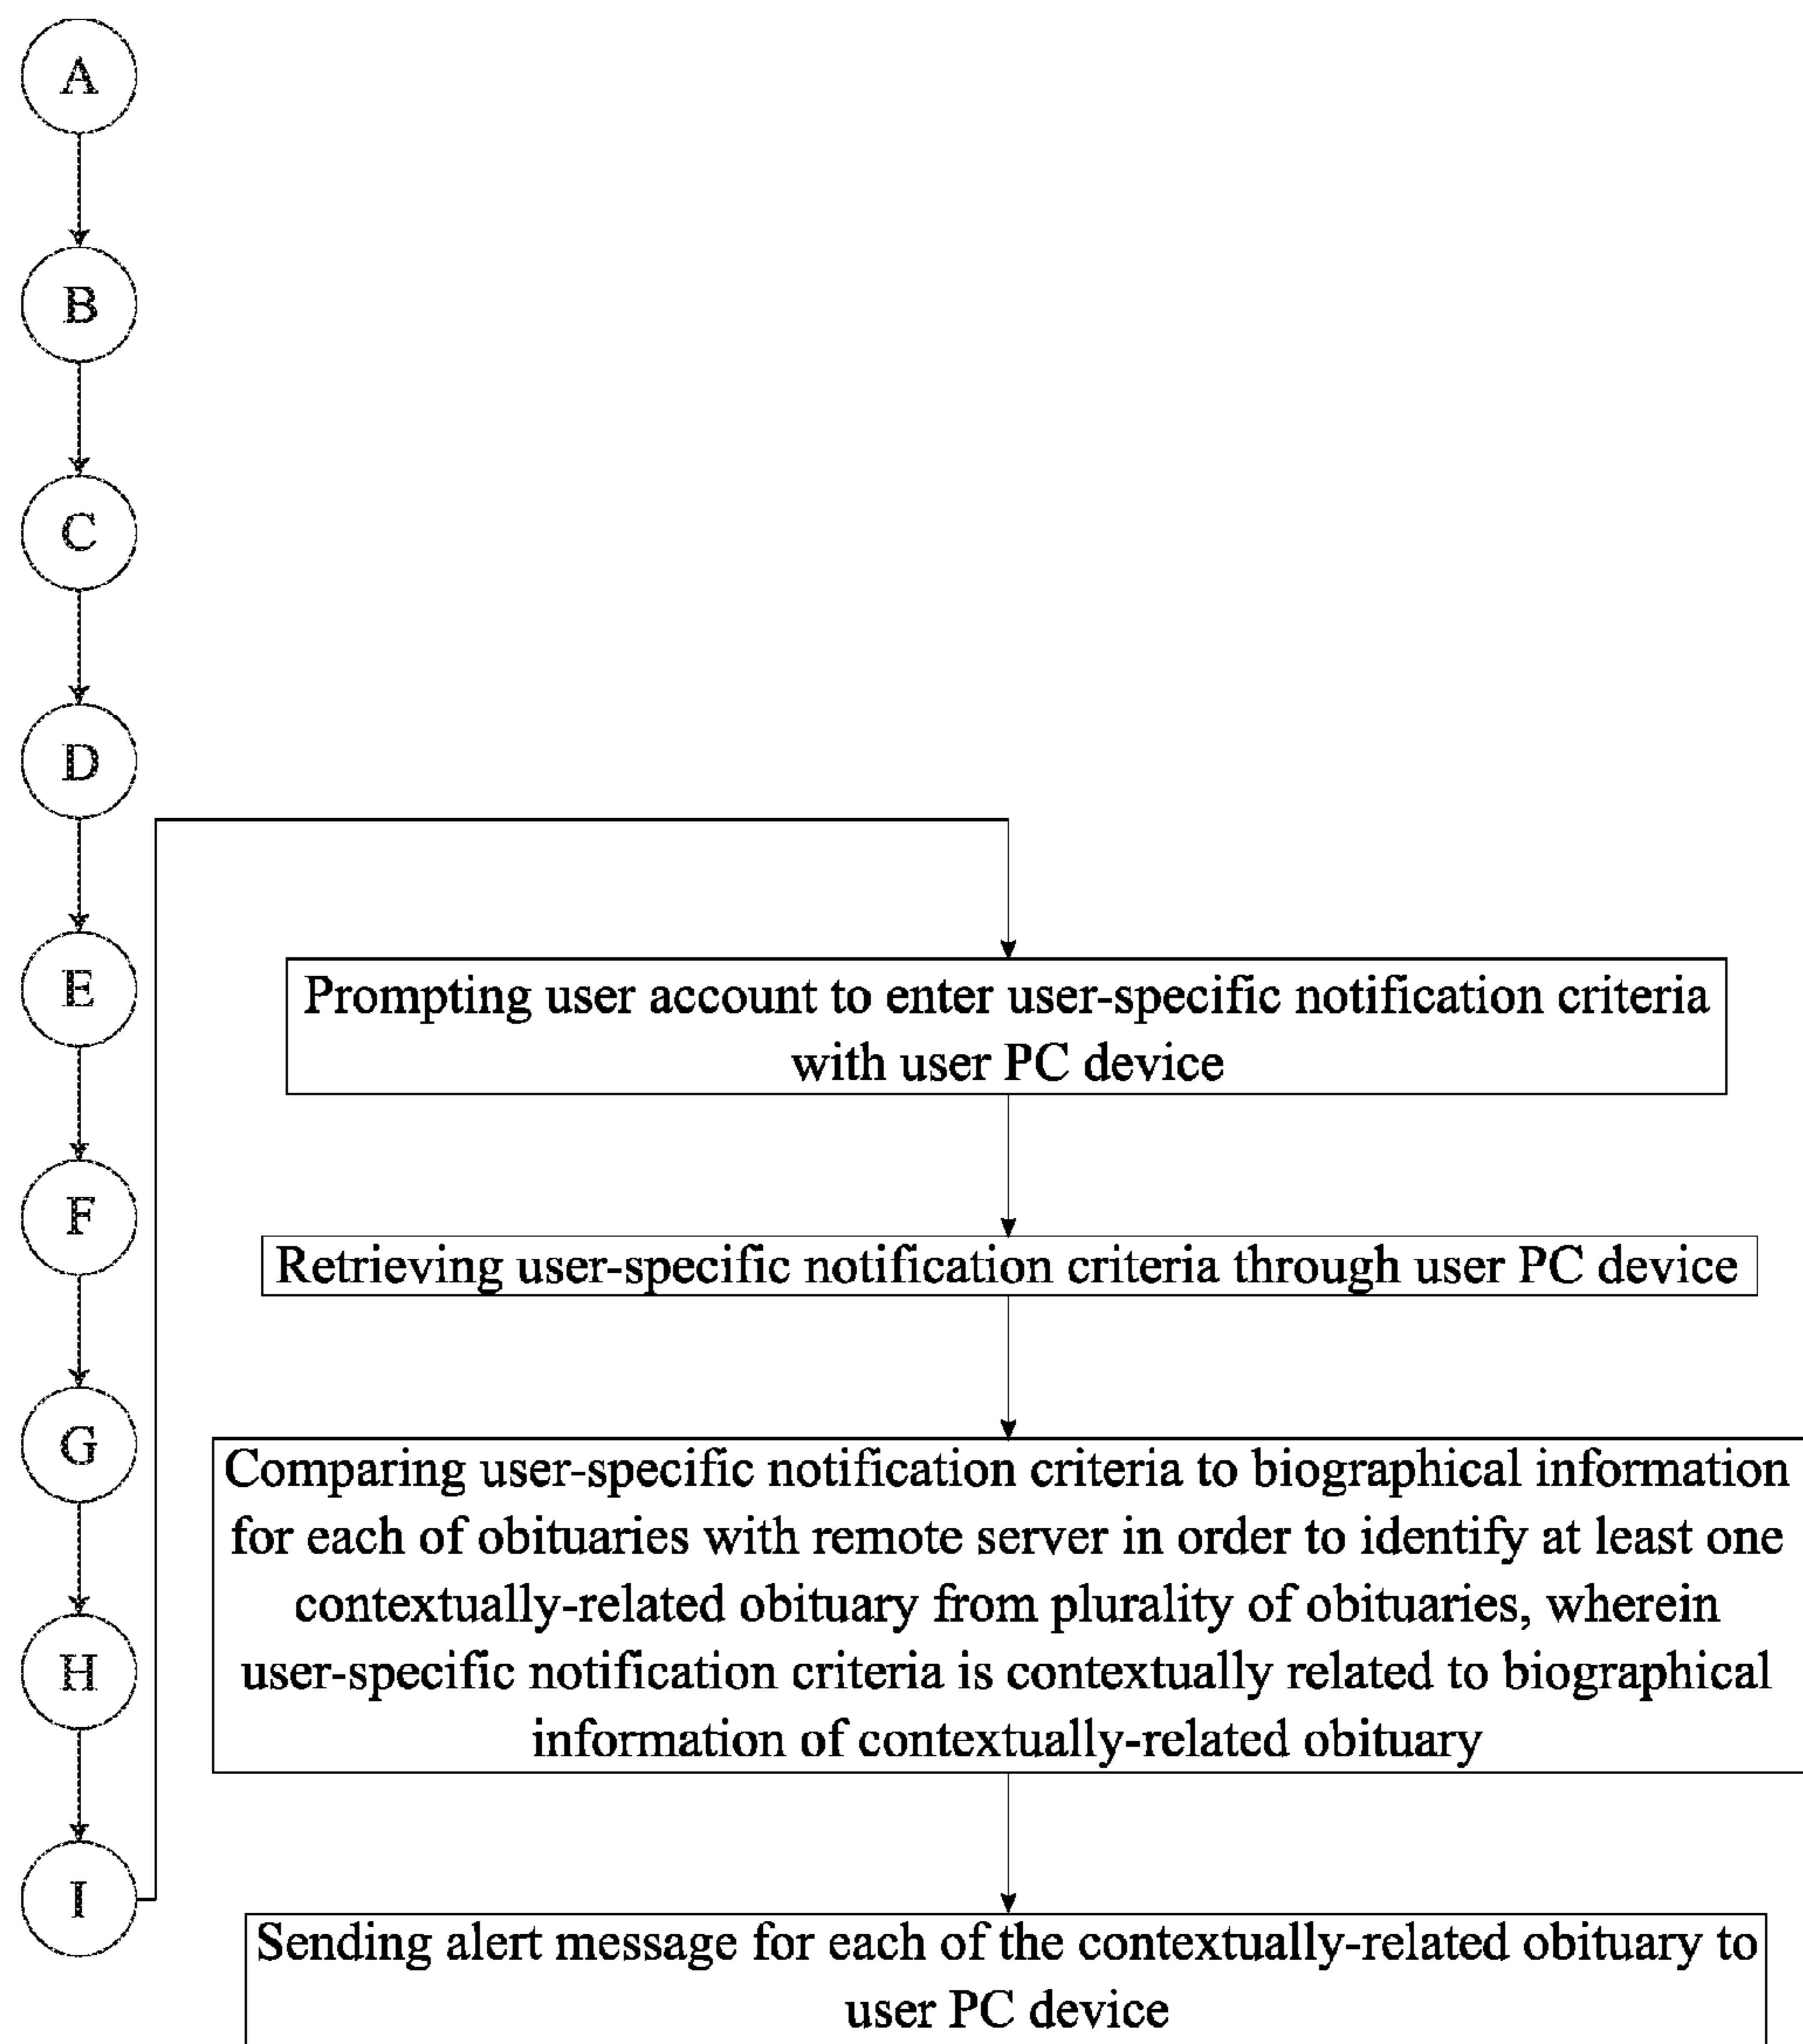 A
B
C
D
E
F
G
H
I
Prompting user account to enter user-specific notification criteria
with user PC device
Retrieving user-specific notification criteria through user PC device
Comparing user-specific notification criteria to biographical information
for each of obituaries with remote server in order to identify at least one
contextually-related obituary from plurality of obituaries, wherein
user-specific notification criteria is contextually related to biographical
information of contextually-related obituary
Sending alert message for each of the contextually-related obituary to
user PC device